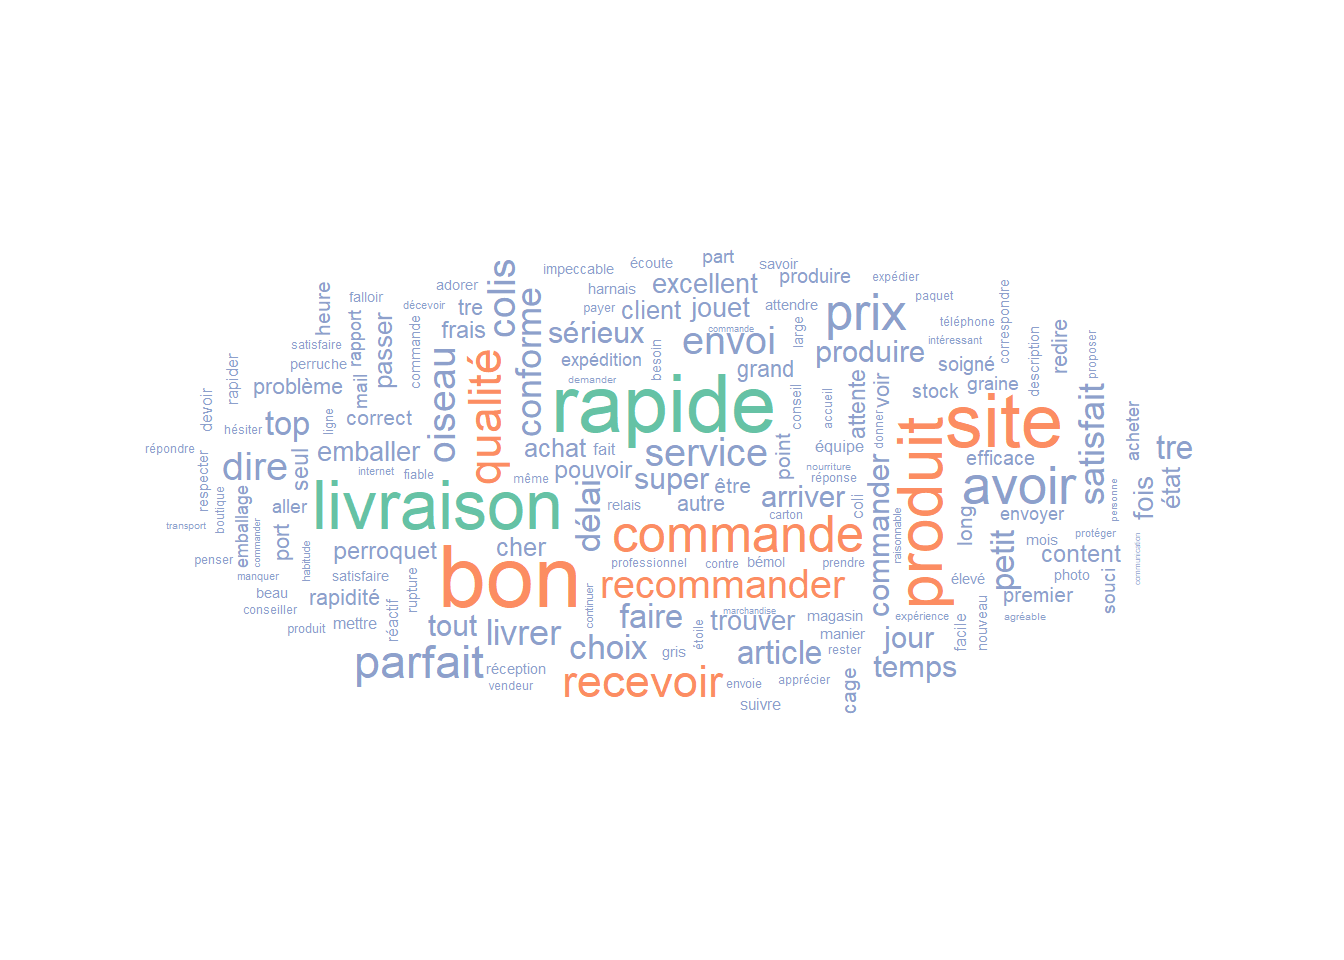 part
écoute
savoir
impeccable
produire
expédier
colis
excellent
harnais
adorer
falloir
heure
décevoir
tre
payer
client
jouet
attendre
prix
paquet
correspondre
frais
conforme
sérieux
commande
envoi
large
téléphone
intéressant
redire
satisfaire
rapport
passer
commande
expédition
besoin
produire
description
proposer
perruche
grand
soigné
rapider
problème
mail
oiseau
qualité
demander
rapide
conseil
accueil
attente
voir
stock
graine
satisfait
devoir
top
ligne
correct
donner
site
acheter
hésiter
répondre
emballer
achat
fait
service
point
équipe
produit
efficace
tre
dire
seul
internet
fiable
pouvoir
nourriture
réponse
même
super
être
respecter
boutique
emballage
aller
livraison
délai
relais
autre
arriver
coli
commander
avoir
personne
fois
état
envoyer
long
transport
commander
port
carton
commande
raisonnable
mois
protéger
penser
habitude
perroquet
cher
bon
professionnel
contre
bémol
prendre
petit
content
communication
manquer
satisfaire
rupture
recommander
élevé
photo
souci
beau
rapidité
continuer
premier
conseiller
réactif
faire
marchandise
trouver
magasin
expérience
nouveau
agréable
produit
mettre
tout
livrer
étoile
manier
facile
jour
choix
gris
article
rester
parfait
réception
temps
vendeur
recevoir
envoie
apprécier
cage
suivre